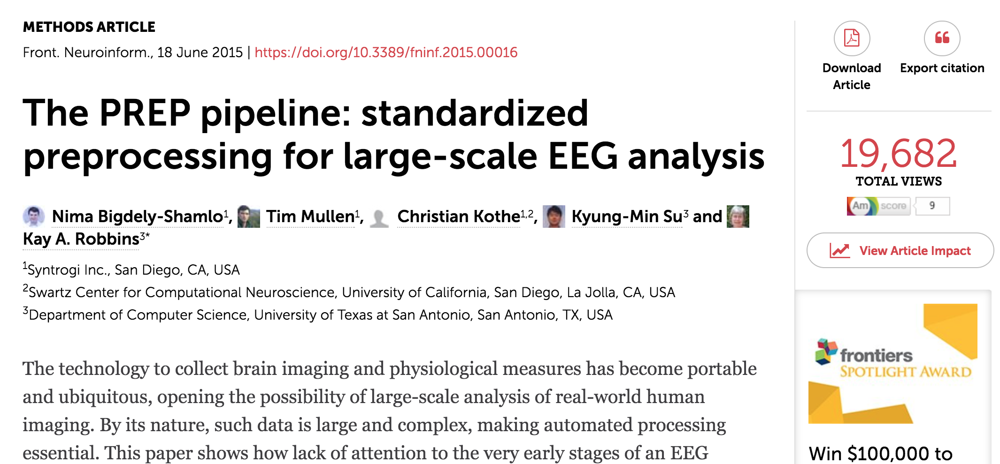 METHODS ARTICLE
Front. Neuroinform., 18 June 2015 | https://doi.org/10.3389/fninf.2015.00016
The PREP pipeline: standardized
preprocessing for large-scale EEG analysis
Nima Bigdely-Shamlo1, Tim Mullen1, Christian Kothe1,2, Kyung-Min Su3 and
Kay A. Robbins3*
1Syntrogi Inc., San Diego, CA, USA
2Swartz Center for Computational Neuroscience, University of California, San Diego, La Jolla, CA, USA
3Department of Computer Science, University of Texas at San Antonio, San Antonio, TX, USA
The technology to collect brain imaging and physiological measures has become portable
and ubiquitous, opening the possibility of large-scale analysis of real-world human
imaging. By its nature, such data is large and complex, making automated processing
essential. This paper shows how lack of attention to the very early stages of an EEG
Download
Article
Export citation
19,682
TOTAL VIEWS
Am score 9
View Article Impact
frontiers
SPOTLIGHT AWARD
Win $100,000 to